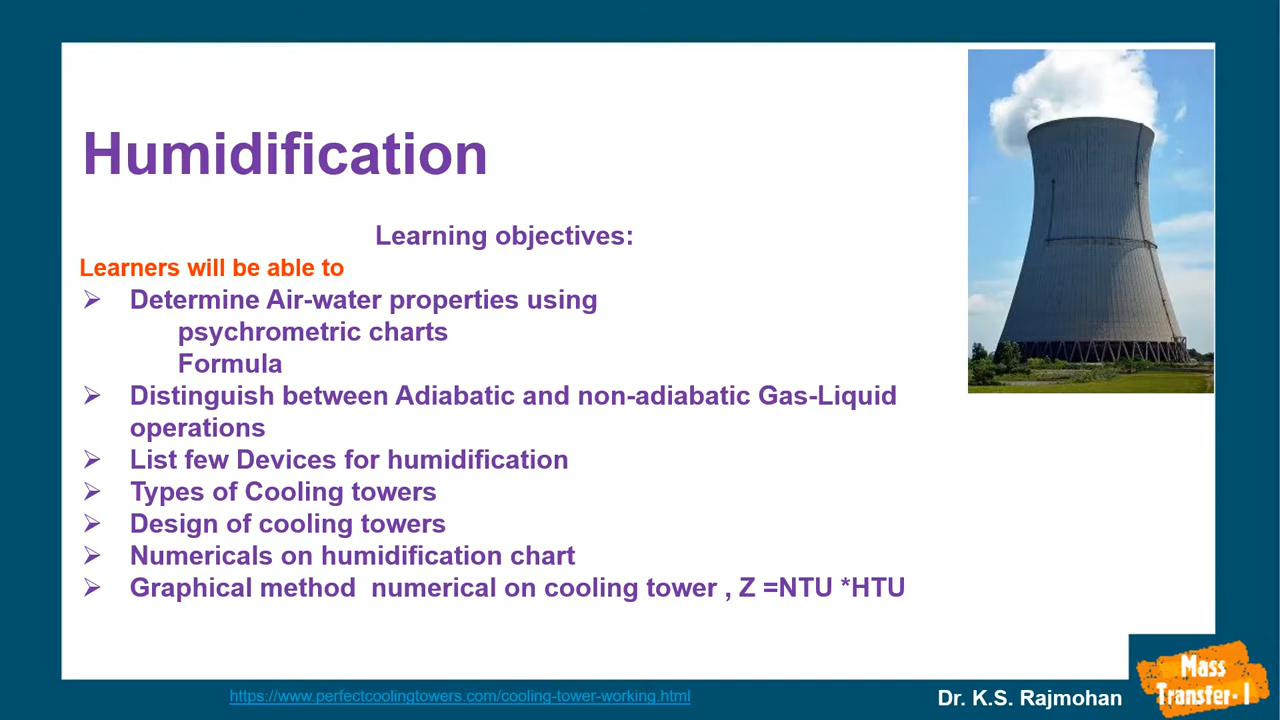 Humidification
Learning objectives:
Learners will be able to
➢ Determine Air-water properties using
psychrometric charts
Formula
➢ Distinguish between Adiabatic and non-adiabatic Gas-Liquid
operations
➢ List few Devices for humidification
➢ Types of Cooling towers
➢ Design of cooling towers
➢ Numericals on humidification chart
➢ Graphical method numerical on cooling tower , Z =NTU *HTU
https://www.perfectcoolingtowers.com/cooling-tower-working.html
Dr. K.S. Rajmohan
Mass
Transfer- I